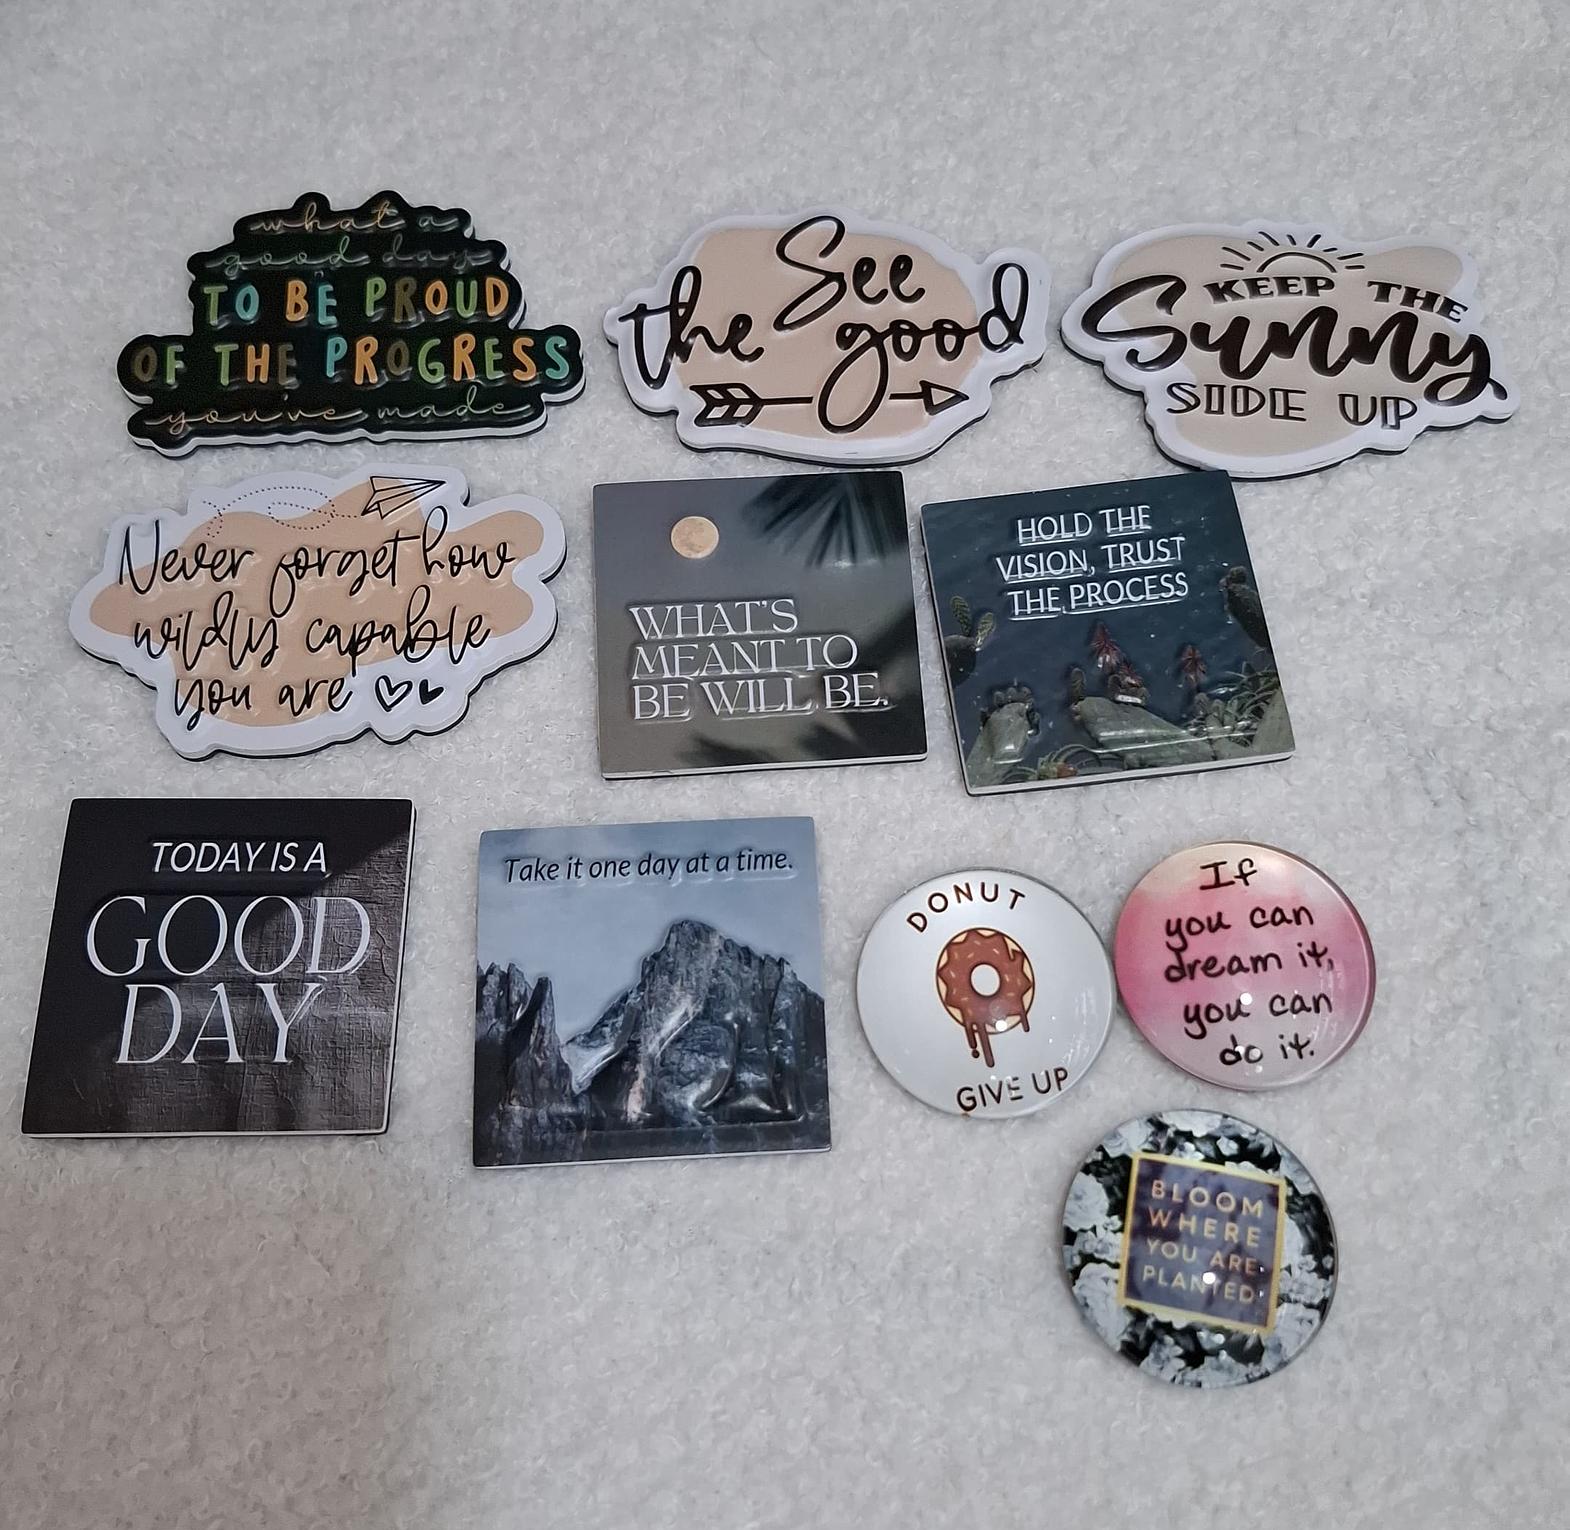 what a
good day
TO BE PROUD
OF THE PROGRESS
you've made
See
the good
KEEP THE
Sunny
SIDE UP
Never forget how
wildly capable
you are
WHAT'S
MEANT TO
BE WILL BE.
HOLD THE
VISION, TRUST
THE PROCESS
TODAY IS A
GOOD
DAY
Take it one day at a time.
DONUT
GIVE UP
If
you can
dream it,
you can
do it.
BLOOM
WHERE
YOU ARE
PLANTED